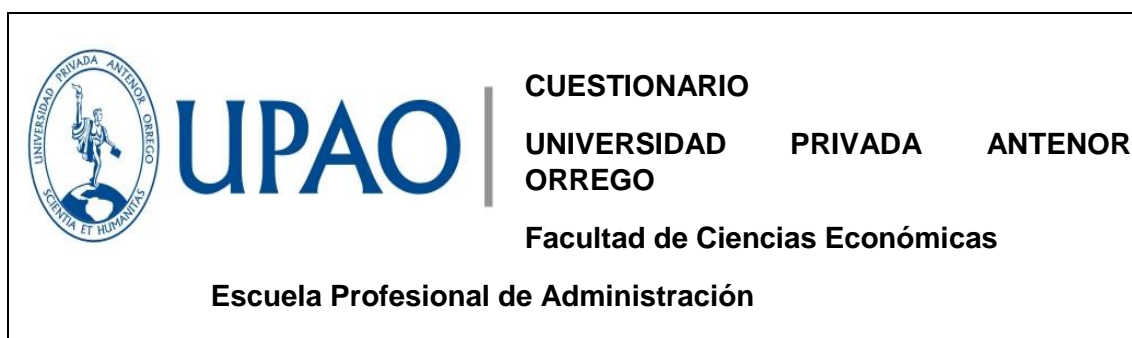 UNIVERSIDAD PRIVADA ANTENOR ORREGO
SCIENTIA ET HUMANITAS
UPAO
CUESTIONARIO
UNIVERSIDAD PRIVADA ANTENOR
ORREGO
Facultad de Ciencias Económicas
Escuela Profesional de Administración